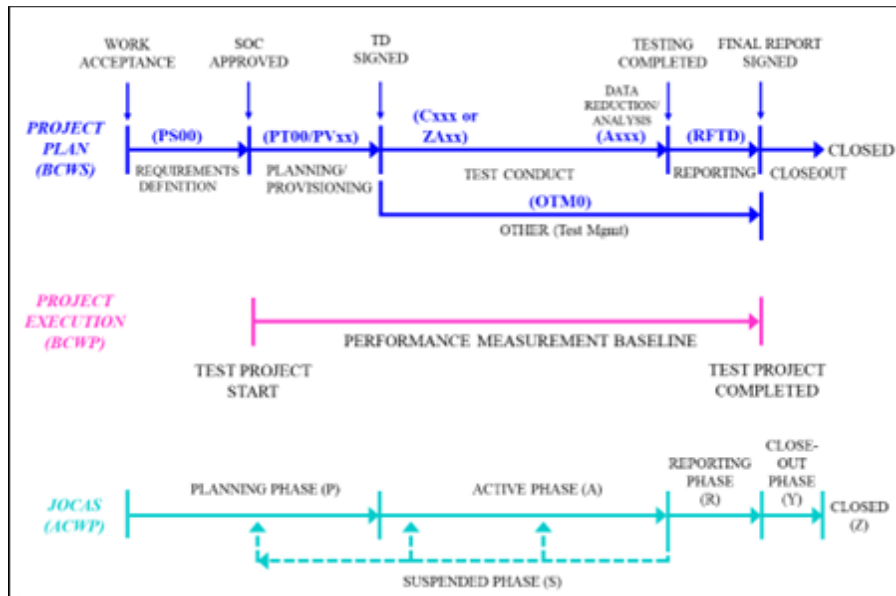 WORK
ACCEPTANCE
SOC
APPROVED
TD
SIGNED
TESTING
COMPLETED
FINAL REPORT
SIGNED
PROJECT
PLAN
(BCWS)
(PS00)
(PT00/PVxx)
(Cxxx or
ZAxx)
DATA
REDUCTION/
ANALYSIS
(Axxx)
(RFTD)
CLOSED
REQUIREMENTS
DEFINITION
PLANNING/
PROVISIONING
TEST CONDUCT
REPORTING
CLOSEOUT
(OTM0)
OTHER (Test Mgmt)
PROJECT
EXECUTION
(BCWP)
PERFORMANCE MEASUREMENT BASELINE
TEST PROJECT
START
TEST PROJECT
COMPLETED
JOCAS
(ACWP)
PLANNING PHASE (P)
ACTIVE PHASE (A)
REPORTING
PHASE
(R)
CLOSE-
OUT
PHASE
(Y)
CLOSED
(Z)
SUSPENDED PHASE (S)